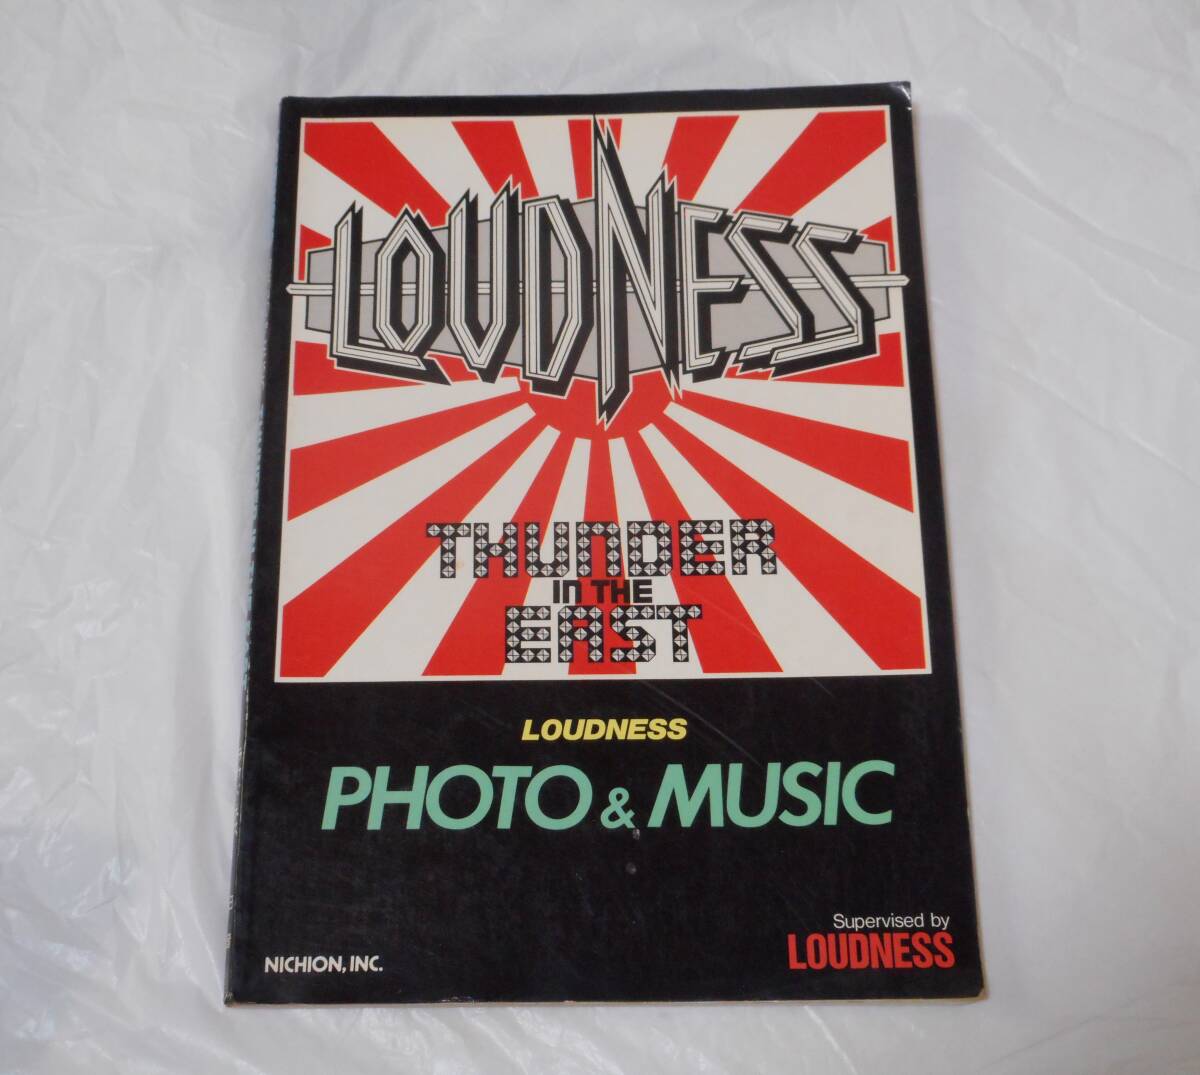 LOUDNESS
THUNDER
IN THE
EAST
LOUDNESS
PHOTO & MUSIC
Supervised by
LOUDNESS
NICHION, INC.